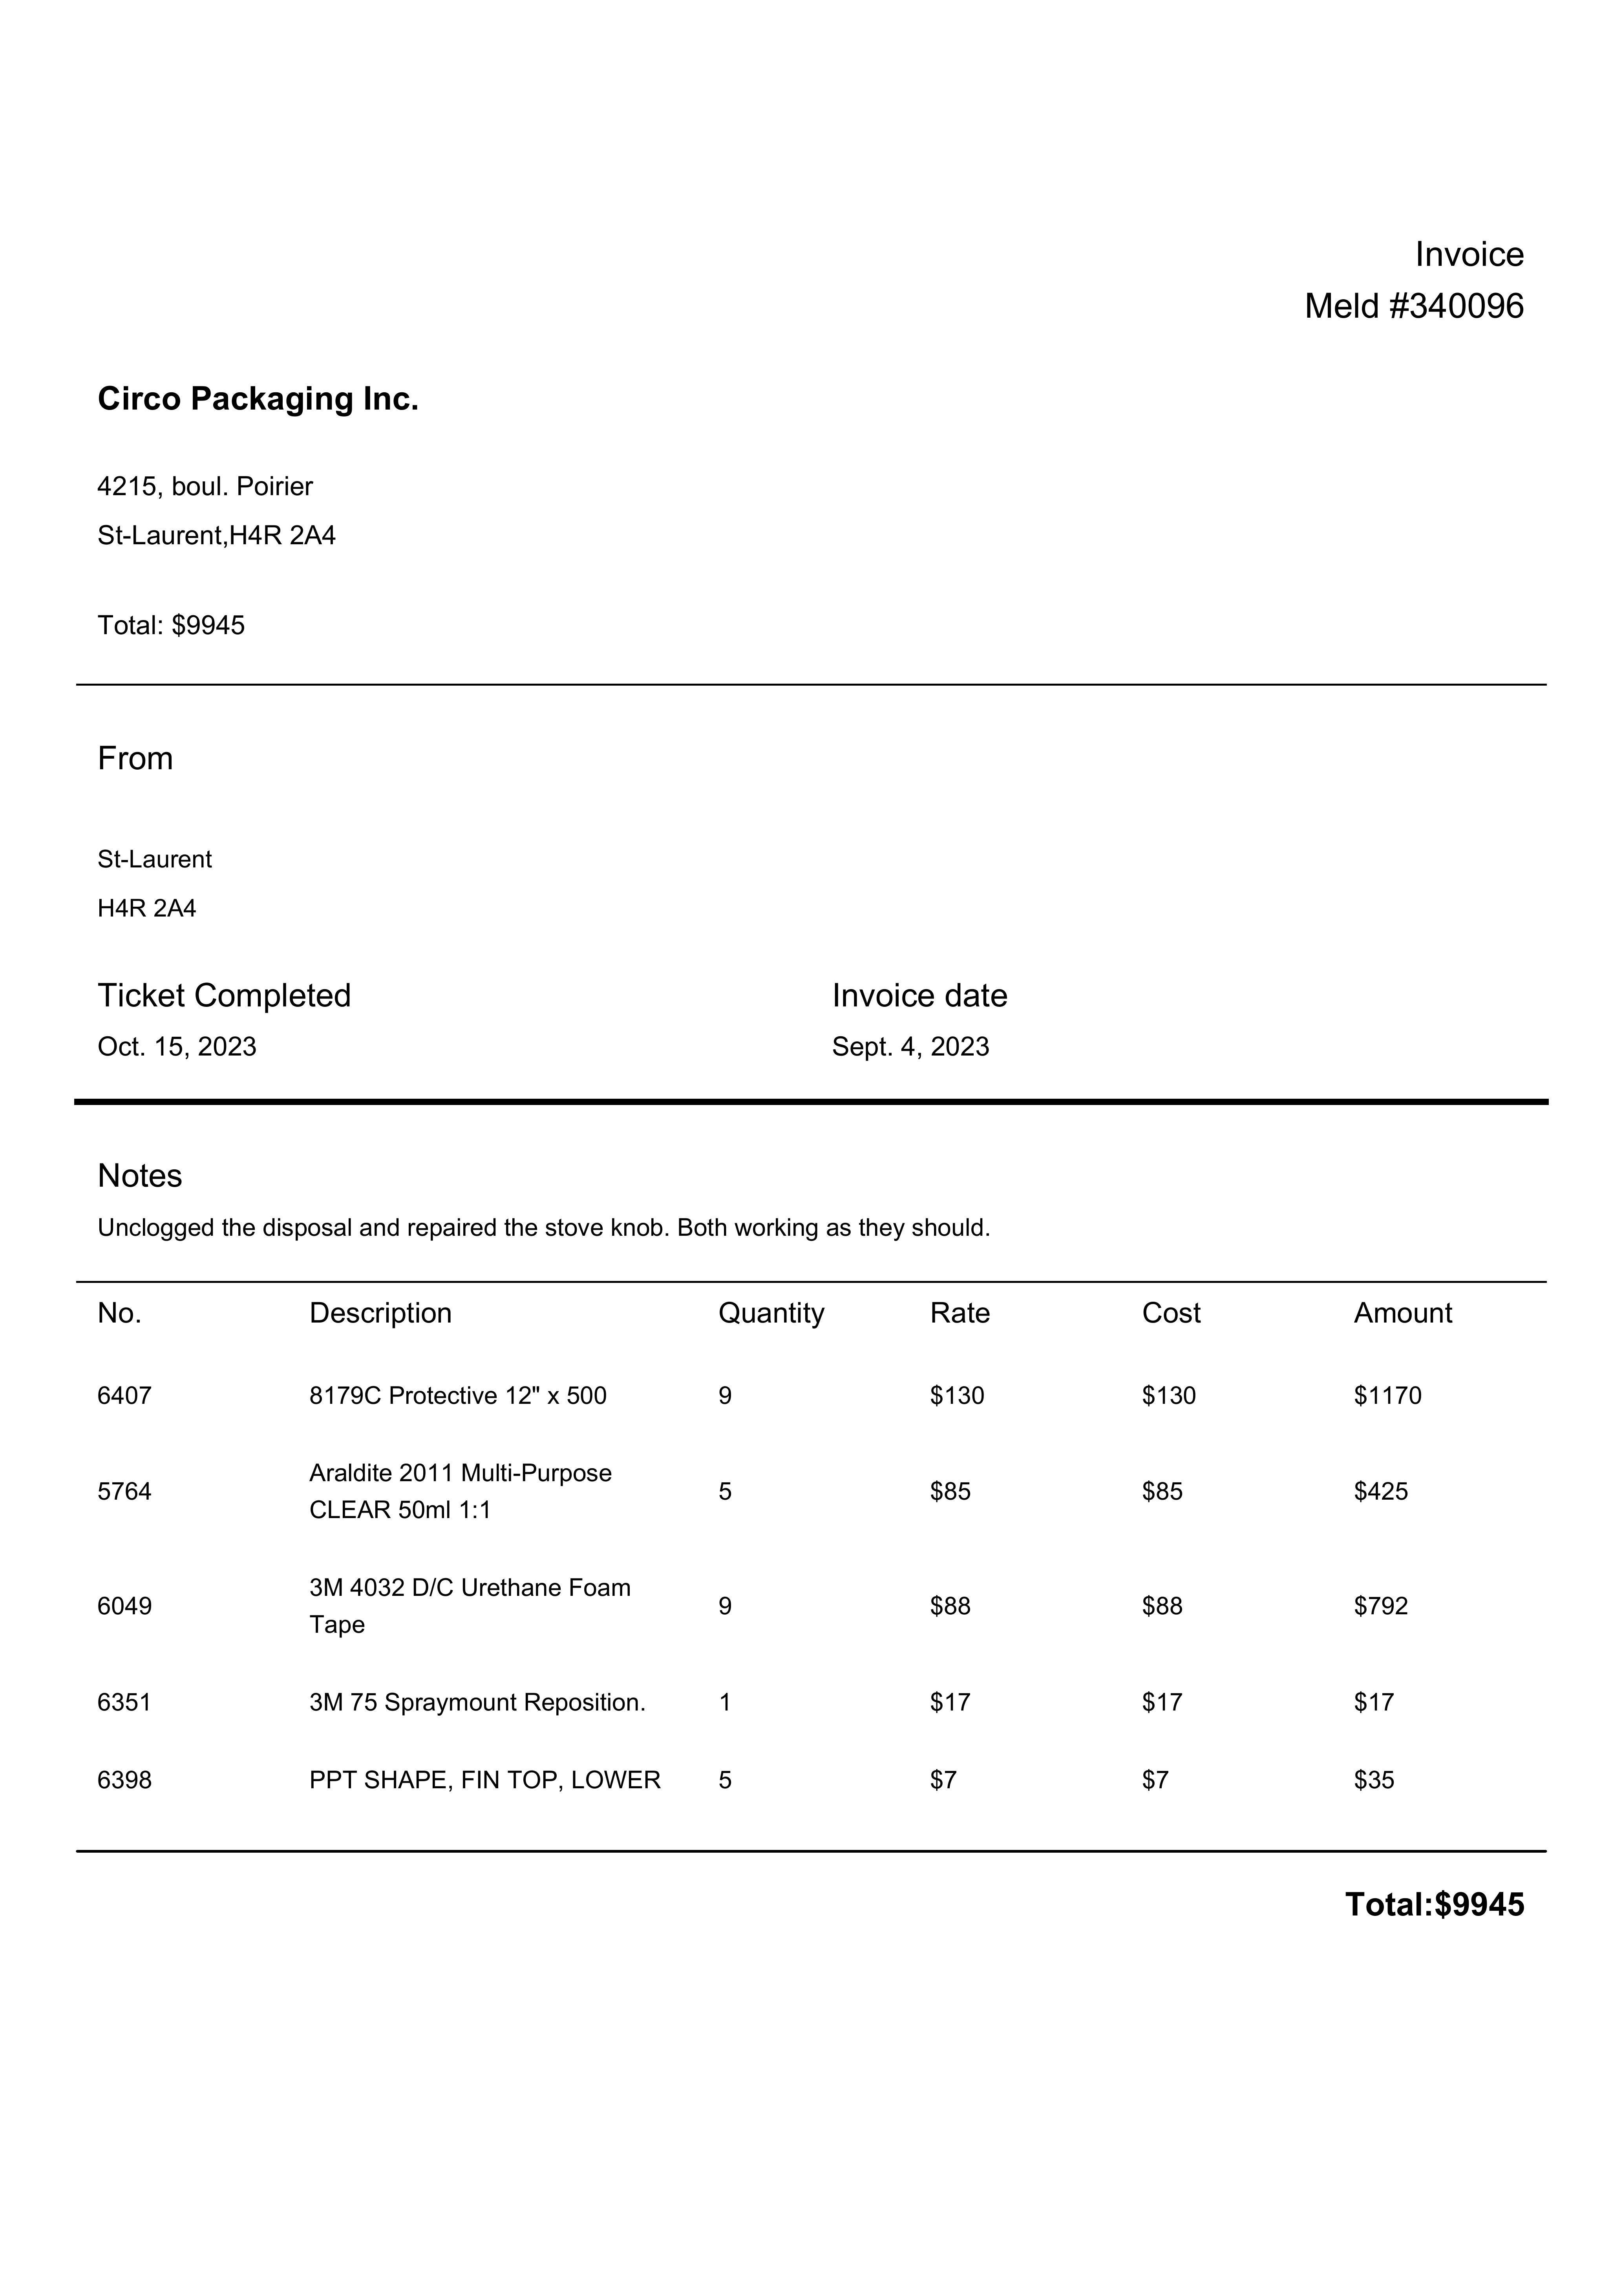 Invoice
Meld #340096
Circo Packaging Inc.
4215, boul. Poirier
St-Laurent,H4R 2A4
Total: $9945
From
St-Laurent
H4R 2A4
Ticket Completed Invoice date
Oct. 15, 2023 Sept. 4, 2023
Notes
Unclogged the disposal and repaired the stove knob. Both working as they should.
No. Description Quantity Rate Cost Amount
6407 8179C Protective 12" x 500 9 $130 $130 $1170
Araldite 2011 Multi-Purpose
5764 5 $85 $85 $425
CLEAR 50ml 1:1
3M 4032 D/C Urethane Foam
6049 9 $88 $88 $792
Tape
6351 3M 75 Spraymount Reposition. 1 $17 $17 $17
6398 PPT SHAPE, FIN TOP, LOWER 5 $7 $7 $35
Total:$9945